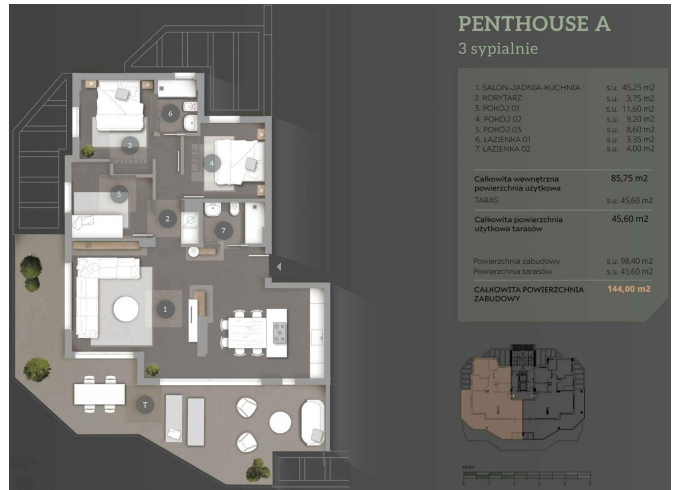 PENTHOUSE A
3 sypialnie
1. SALON-JADNIA-KUCHNIA s.u. 45,25 m2
2. KORYTARZ s.u. 3,75 m2
3. POKÓJ 01 s.u. 11,60 m2
4. POKÓJ 02 s.u. 9,20 m2
5. POKÓJ 03 s.u. 8,60 m2
6. ŁAZIENKA 01 s.u. 3,35 m2
7. ŁAZIENKA 02 s.u. 4,00 m2
Całkowita wewnętrzna
powierzchnia użytkowa 85,75 m2
TARAS: s.u. 45,60 m2
Całkowita powierzchnia
użytkowa tarasów 45,60 m2
Powierzchnia zabudowy s.u. 98,40 m2
Powierzchnia tarasów s.u. 45,60 m2
CAŁKOWITA POWIERZCHNIA
ZABUDOWY 144,00 m2
6
3
4
5
2
7
1
T